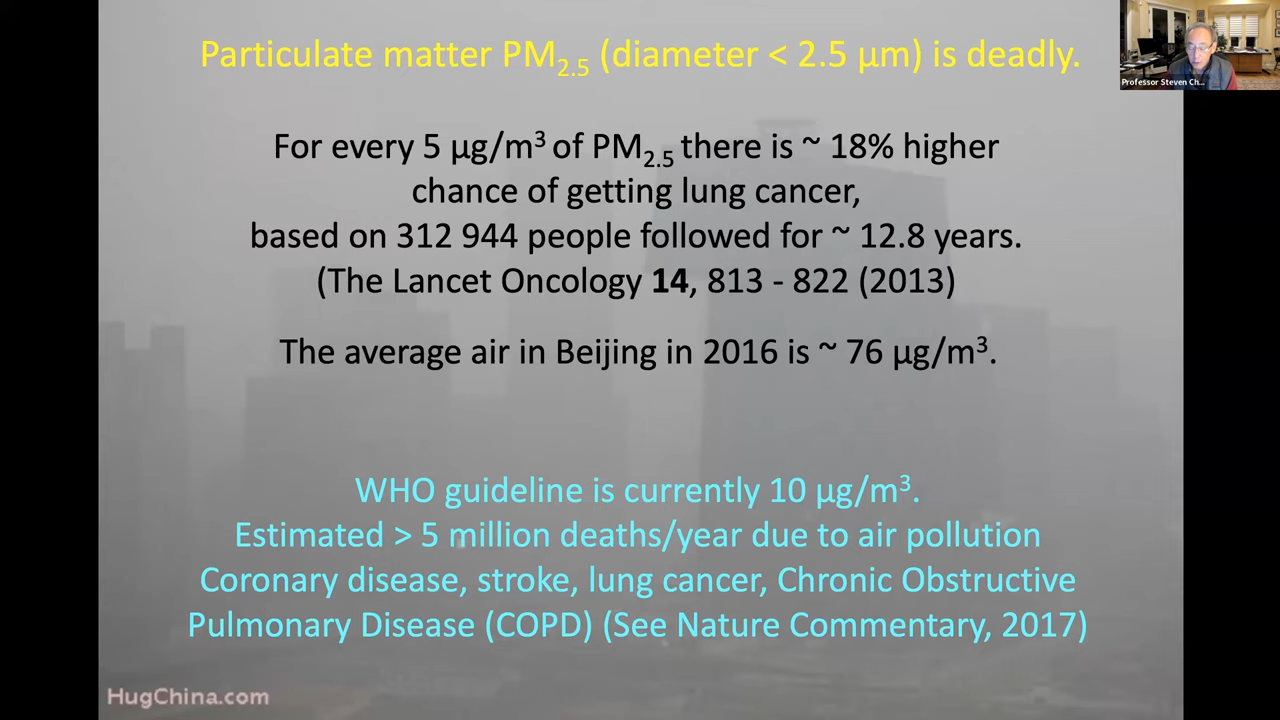 Particulate matter PM2.5 (diameter < 2.5 µm) is deadly.
Professor Steven Ch...
For every 5 µg/m³ of PM2.5 there is ~ 18% higher
chance of getting lung cancer,
based on 312 944 people followed for ~ 12.8 years.
(The Lancet Oncology 14, 813 - 822 (2013)
The average air in Beijing in 2016 is ~ 76 µg/m³.
WHO guideline is currently 10 µg/m³.
Estimated > 5 million deaths/year due to air pollution
Coronary disease, stroke, lung cancer, Chronic Obstructive
Pulmonary Disease (COPD) (See Nature Commentary, 2017)
HugChina.com